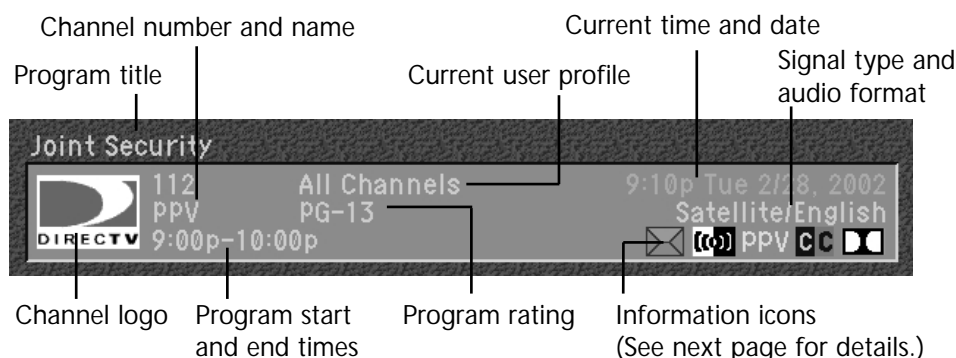 Channel number and name
Current time and date
Program title
Current user profile
Signal type and
audio format
Joint Security
112 All Channels 9:10p Tue 2/28, 2002
PPV PG-13 Satellite/English
DIRECTV 9:00p-10:00p ((•)) PPV CC
Channel logo
Program start
and end times
Program rating
Information icons
(See next page for details.)